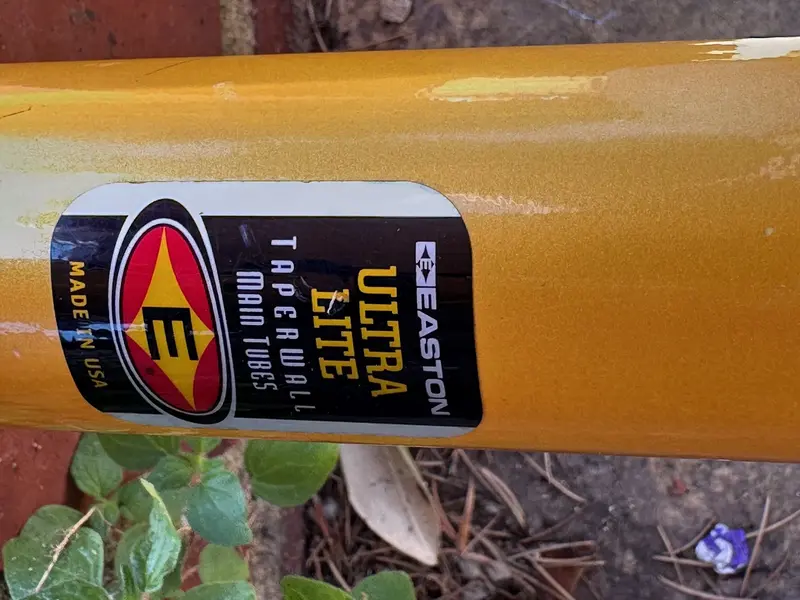 EASTON
ULTRA
LITE
TAPERWALL
MAIN TUBES
E
MADE IN USA